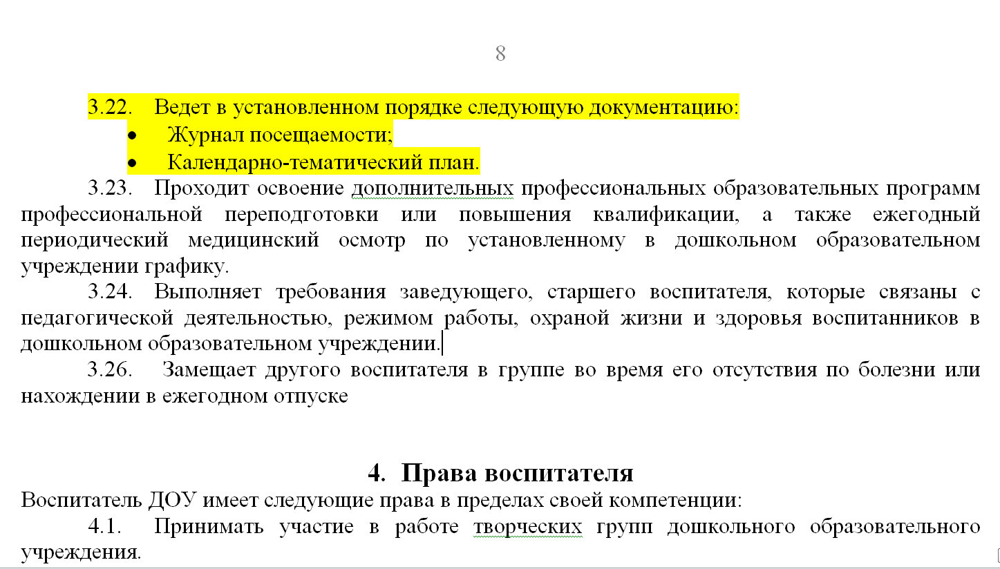 8
3.22. Ведет в установленном порядке следующую документацию:
• Журнал посещаемости;
• Календарно-тематический план.
3.23. Проходит освоение дополнительных профессиональных образовательных программ
профессиональной переподготовки или повышения квалификации, а также ежегодный
периодический медицинский осмотр по установленному в дошкольном образовательном
учреждении графику.
3.24. Выполняет требования заведующего, старшего воспитателя, которые связаны с
педагогической деятельностью, режимом работы, охраной жизни и здоровья воспитанников в
дошкольном образовательном учреждении.
3.26. Замещает другого воспитателя в группе во время его отсутствия по болезни или
нахождении в ежегодном отпуске
4. Права воспитателя
Воспитатель ДОУ имеет следующие права в пределах своей компетенции:
4.1. Принимать участие в работе творческих групп дошкольного образовательного
учреждения.